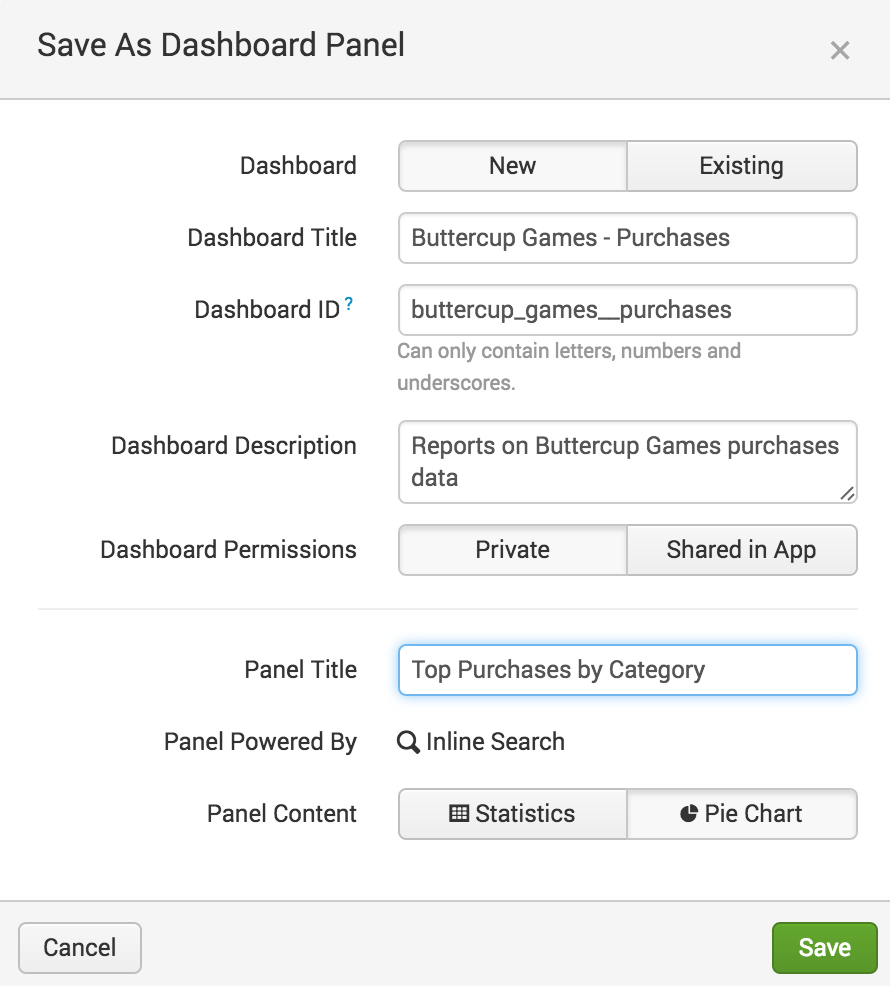 Save As Dashboard Panel
×
Dashboard New Existing
Dashboard Title Buttercup Games - Purchases
Dashboard ID ? buttercup_games__purchases
Can only contain letters, numbers and
underscores.
Dashboard Description Reports on Buttercup Games purchases
data
Dashboard Permissions Private Shared in App
Panel Title Top Purchases by Category
Panel Powered By Inline Search
Panel Content Statistics Pie Chart
Cancel Save